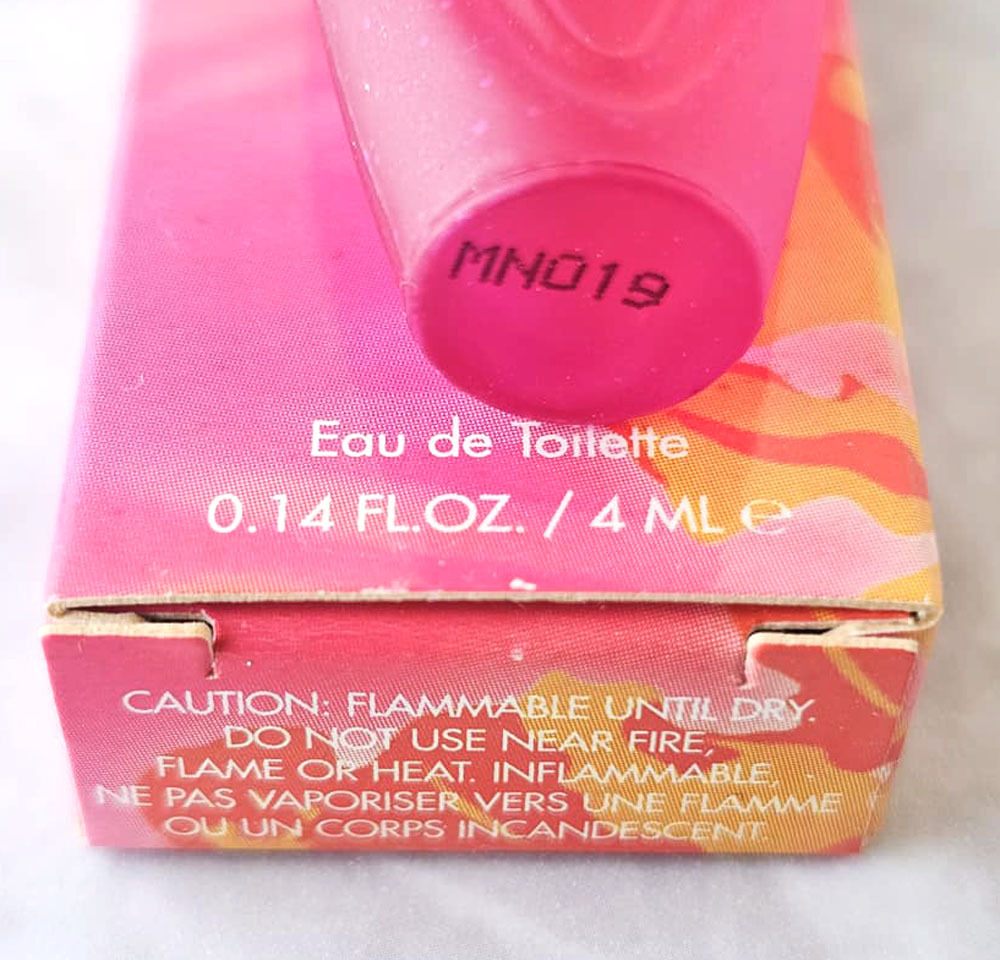 MN019
Eau de Toilette
0.14 FL.OZ. / 4 ML ℮
CAUTION: FLAMMABLE UNTIL DRY.
DO NOT USE NEAR FIRE,
FLAME OR HEAT. INFLAMMABLE,
NE PAS VAPORISER VERS UNE FLAMME
OU UN CORPS INCANDESCENT.